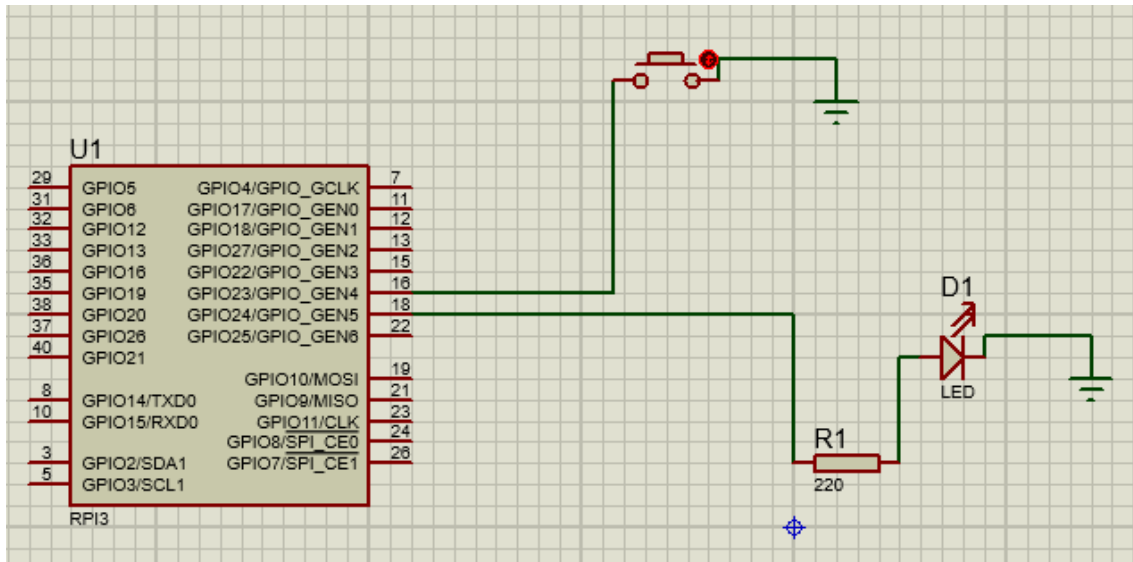 U1
29 GPIO5 GPIO4/GPIO_GCLK 7
31 GPIO6 GPIO17/GPIO_GEN0 11
32 GPIO12 GPIO18/GPIO_GEN1 12
33 GPIO13 GPIO27/GPIO_GEN2 13
36 GPIO16 GPIO22/GPIO_GEN3 15
35 GPIO19 GPIO23/GPIO_GEN4 16
38 GPIO20 GPIO24/GPIO_GEN5 18
37 GPIO26 GPIO25/GPIO_GEN6 22
40 GPIO21
GPIO10/MOSI 19
8 GPIO14/TXD0 GPIO9/MISO 21
10 GPIO15/RXD0 GPIO11/CLK 23
GPIO8/SPI_CE0 24
3 GPIO2/SDA1 GPIO7/SPI_CE1 26
5 GPIO3/SCL1
RPI3
D1
LED
R1
220